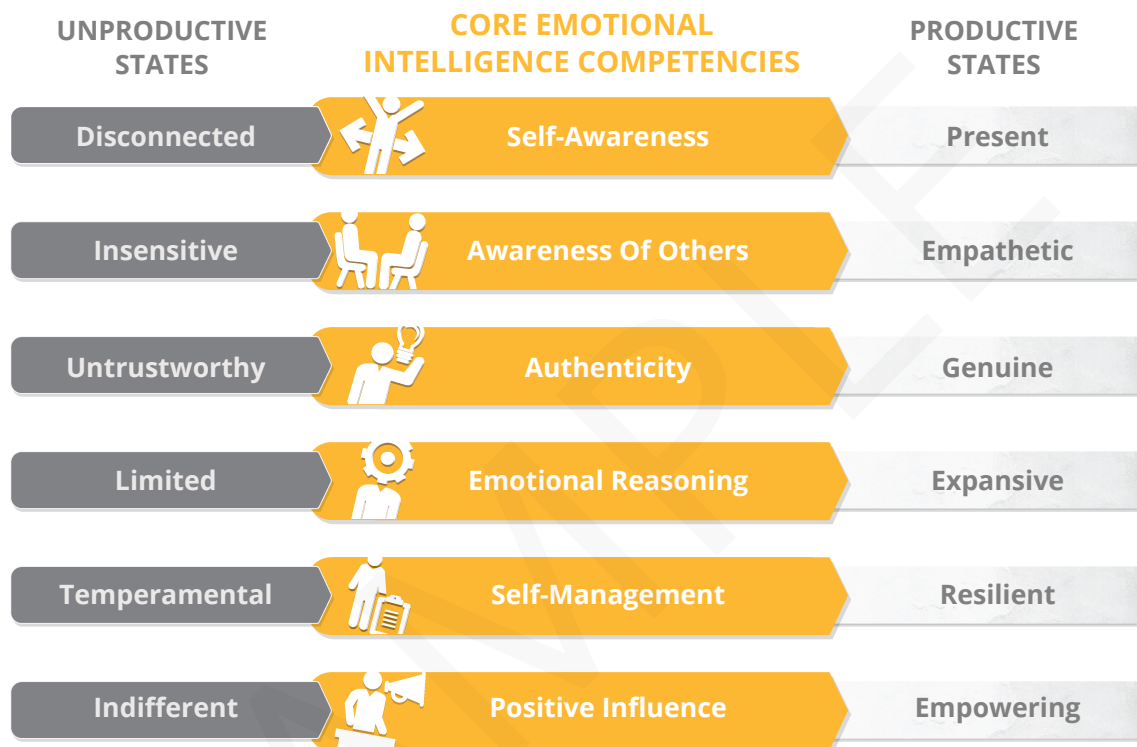 UNPRODUCTIVE
STATES
CORE EMOTIONAL
INTELLIGENCE COMPETENCIES
PRODUCTIVE
STATES
Disconnected
Self-Awareness
Present
Insensitive
Awareness Of Others
Empathetic
Untrustworthy
Authenticity
Genuine
Limited
Emotional Reasoning
Expansive
Temperamental
Self-Management
Resilient
Indifferent
Positive Influence
Empowering